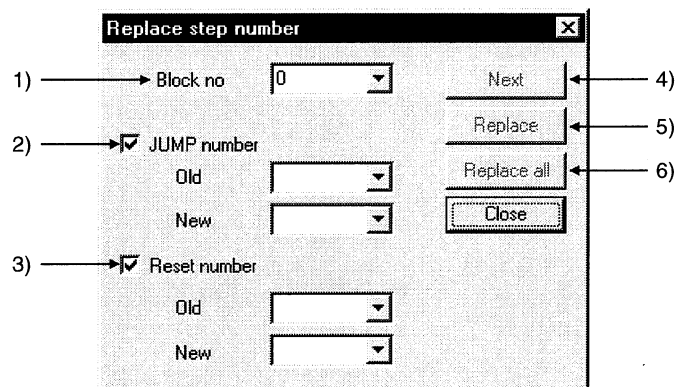 Replace step number
1) Block no 0 Next 4)
Replace 5)
2) JUMP number
Old Replace all 6)
New Close
3) Reset number
Old
New